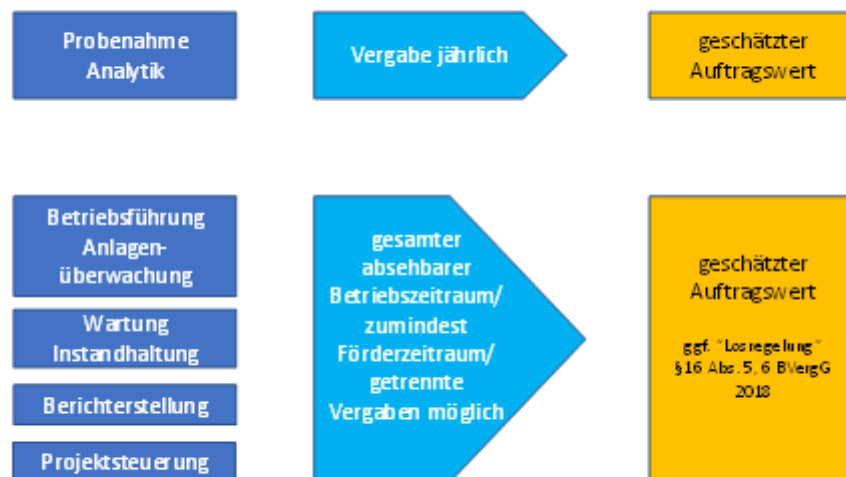 Probenahme
Analytik
Vergabe jährlich
geschätzter
Auftragswert
Betriebsführung
Anlagen-
überwachung
Wartung
Instandhaltung
Berichterstellung
Projektsteuerung
gesamter
absehbarer
Betriebszeitraum/
zumindest
Förderzeitraum/
getrennte
Vergaben möglich
geschätzter
Auftragswert
ggf. "Losregelung"
§16 Abs. 5, 6 BVergG
2018